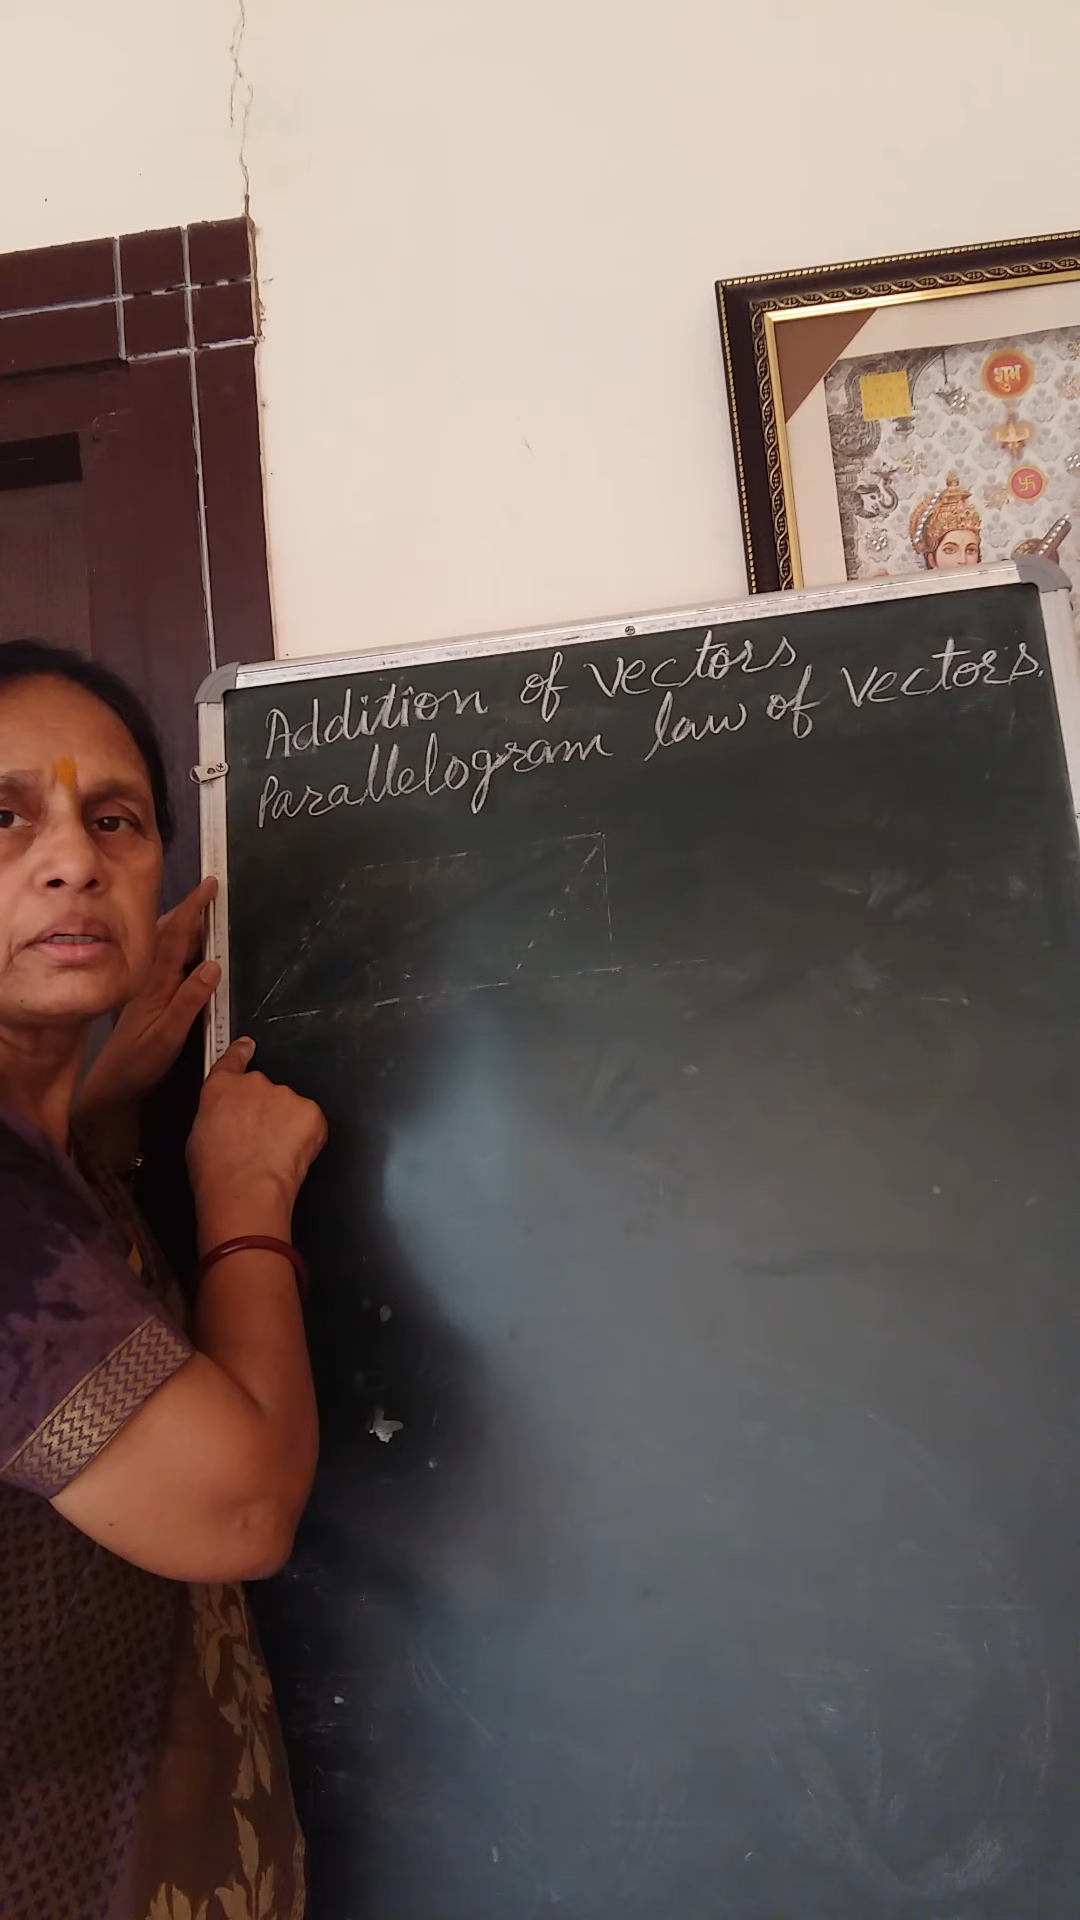 शुभ
Addition of vectors
Parallelogram law of vectors.